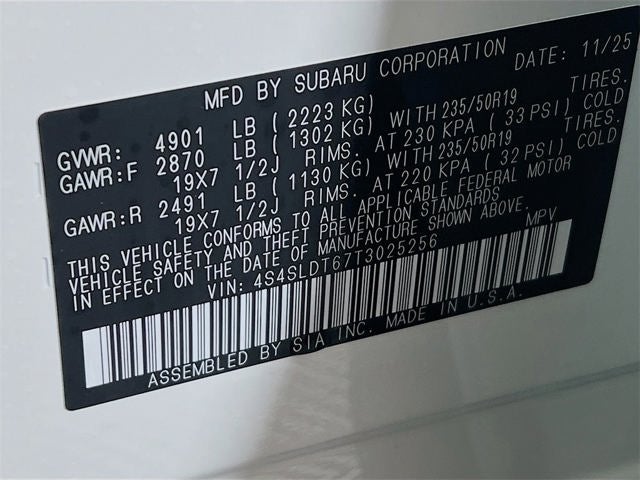 MFD BY SUBARU CORPORATION DATE: 11/25
GVWR: 4901 LB ( 2223 KG)
GAWR:F 2870 LB ( 1302 KG) WITH 235/50R19 TIRES.
19X7 1/2J RIMS. AT 230 KPA ( 33 PSI) COLD
GAWR:R 2491 LB ( 1130 KG) WITH 235/50R19 TIRES.
19X7 1/2J RIMS. AT 220 KPA ( 32 PSI) COLD
THIS VEHICLE CONFORMS TO ALL APPLICABLE FEDERAL MOTOR
VEHICLE SAFETY AND THEFT PREVENTION STANDARDS
IN EFFECT ON THE DATE OF MANUFACTURE SHOWN ABOVE.
VIN: 4S4SLDT67T3025256 MPV
ASSEMBLED BY SIA INC. MADE IN U.S.A.